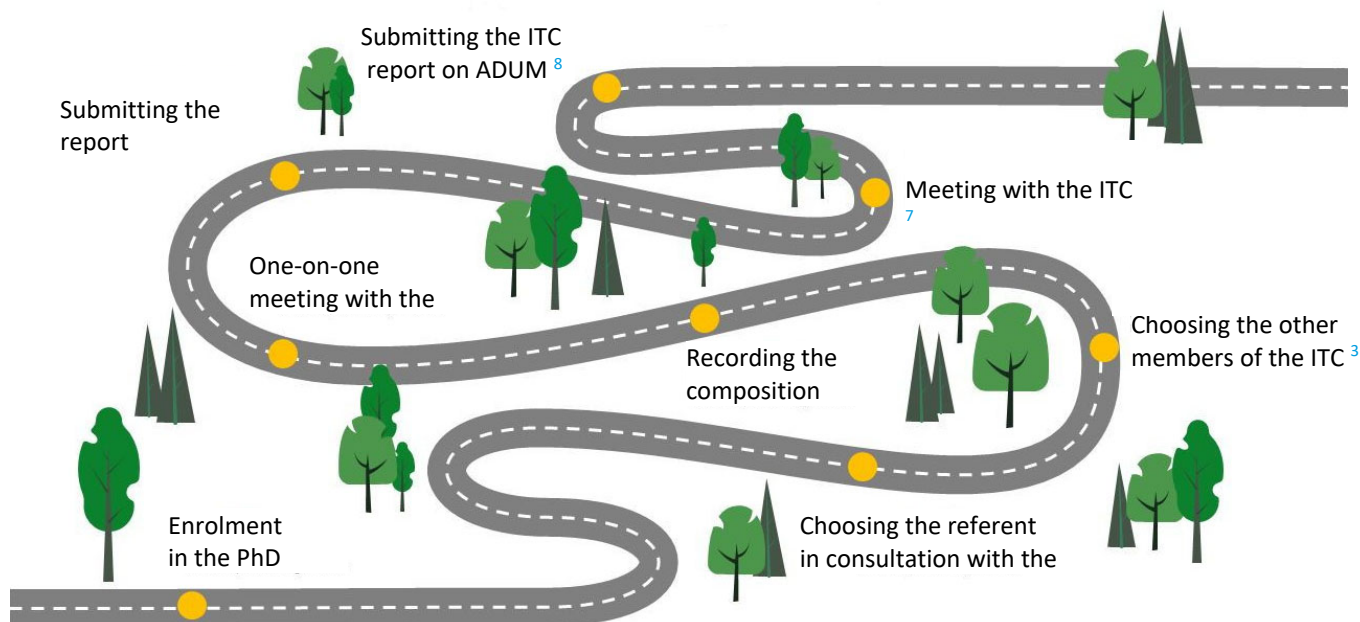 Submitting the ITC
report on ADUM 8
Submitting the
report
Meeting with the ITC
7
One-on-one
meeting with the
Choosing the other
members of the ITC 3
Recording the
composition
Enrolment
in the PhD
Choosing the referent
in consultation with the